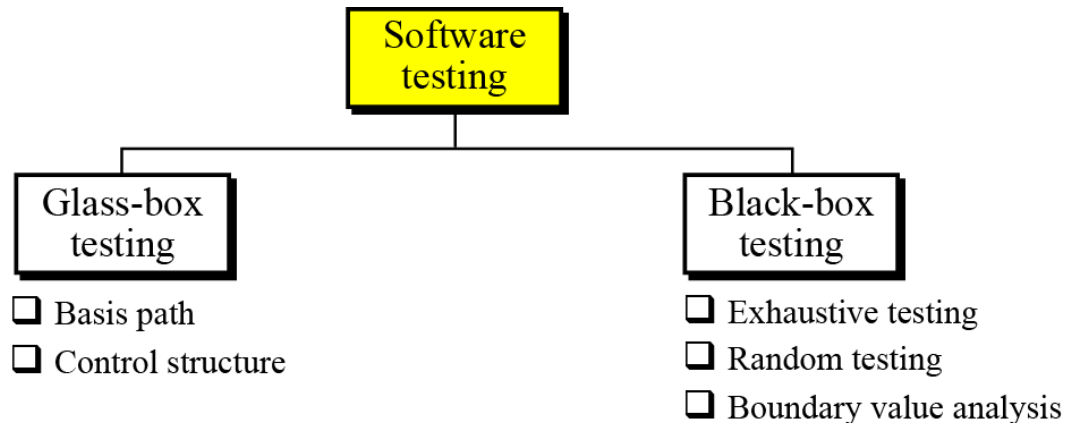 Software
testing
Glass-box
testing
Basis path
Control structure
Black-box
testing
Exhaustive testing
Random testing
Boundary value analysis